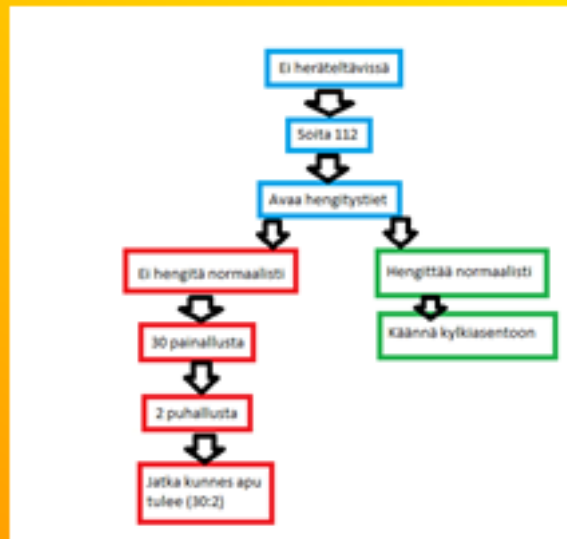 Ei heräteltävissä
Soita 112
Avaa hengitystiet
Ei hengitä normaalisti
Hengittää normaalisti
30 painallusta
Käännä kylkiasentoon
2 puhallusta
Jatka kunnes apu
tulee (30:2)